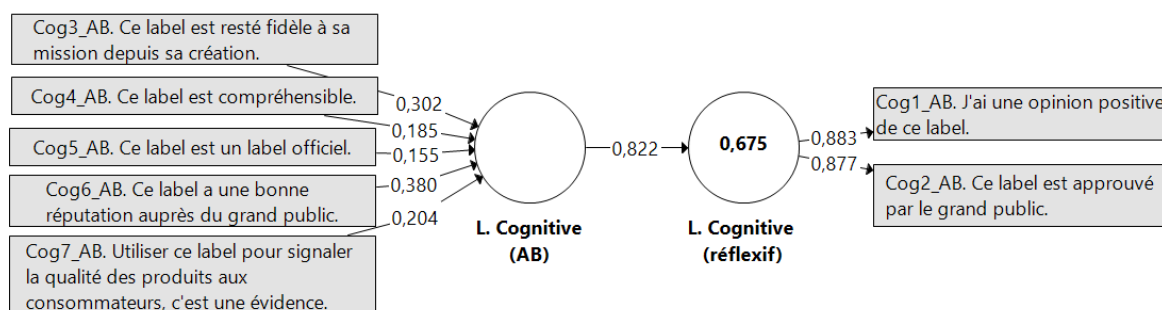 Cog3_AB. Ce label est resté fidèle à sa
mission depuis sa création.
Cog4_AB. Ce label est compréhensible.
Cog5_AB. Ce label est un label officiel.
Cog6_AB. Ce label a une bonne
réputation auprès du grand public.
Cog7_AB. Utiliser ce label pour signaler
la qualité des produits aux
consommateurs, c'est une évidence.
0,302
0,185
0,155
0,380
0,204
L. Cognitive
(AB)
0,822
0,675
L. Cognitive
(réflexif)
0,883
0,877
Cog1_AB. J'ai une opinion positive
de ce label.
Cog2_AB. Ce label est approuvé
par le grand public.